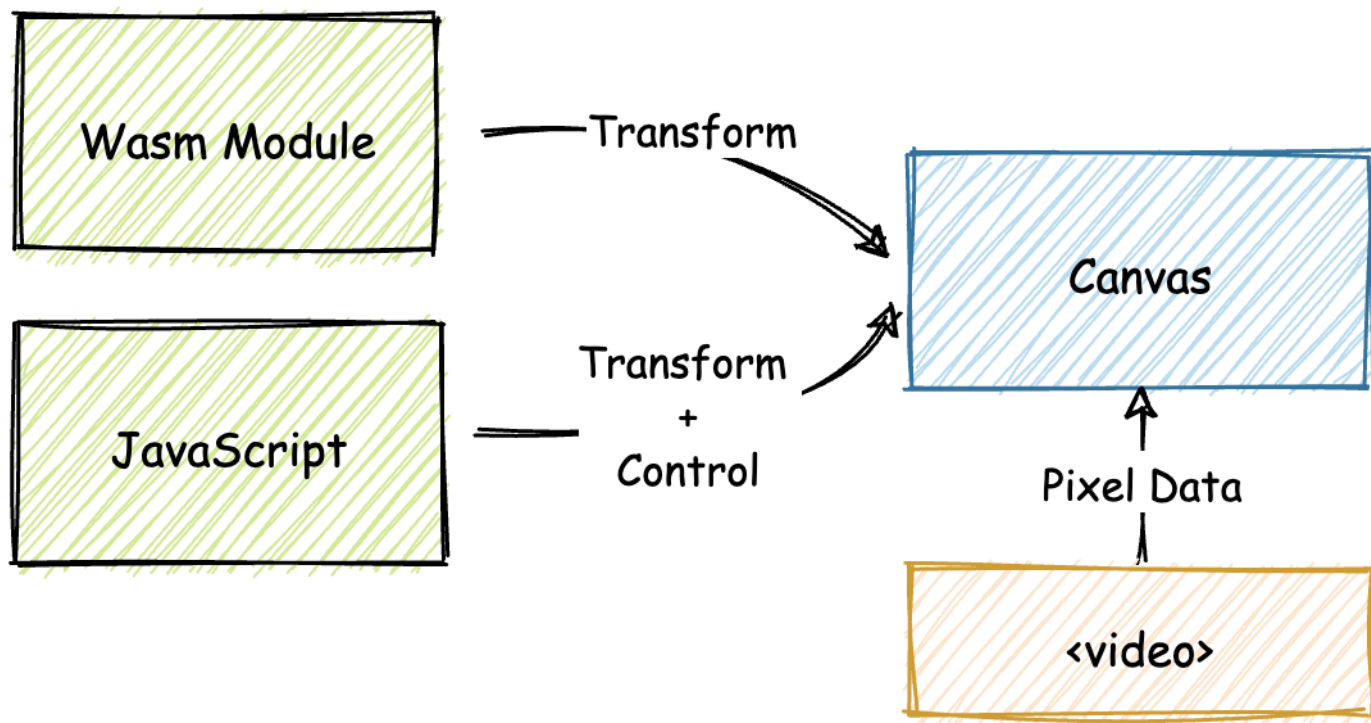 Wasm Module
Transform
Canvas
JavaScript
Transform
+
Control
Pixel Data
<video>